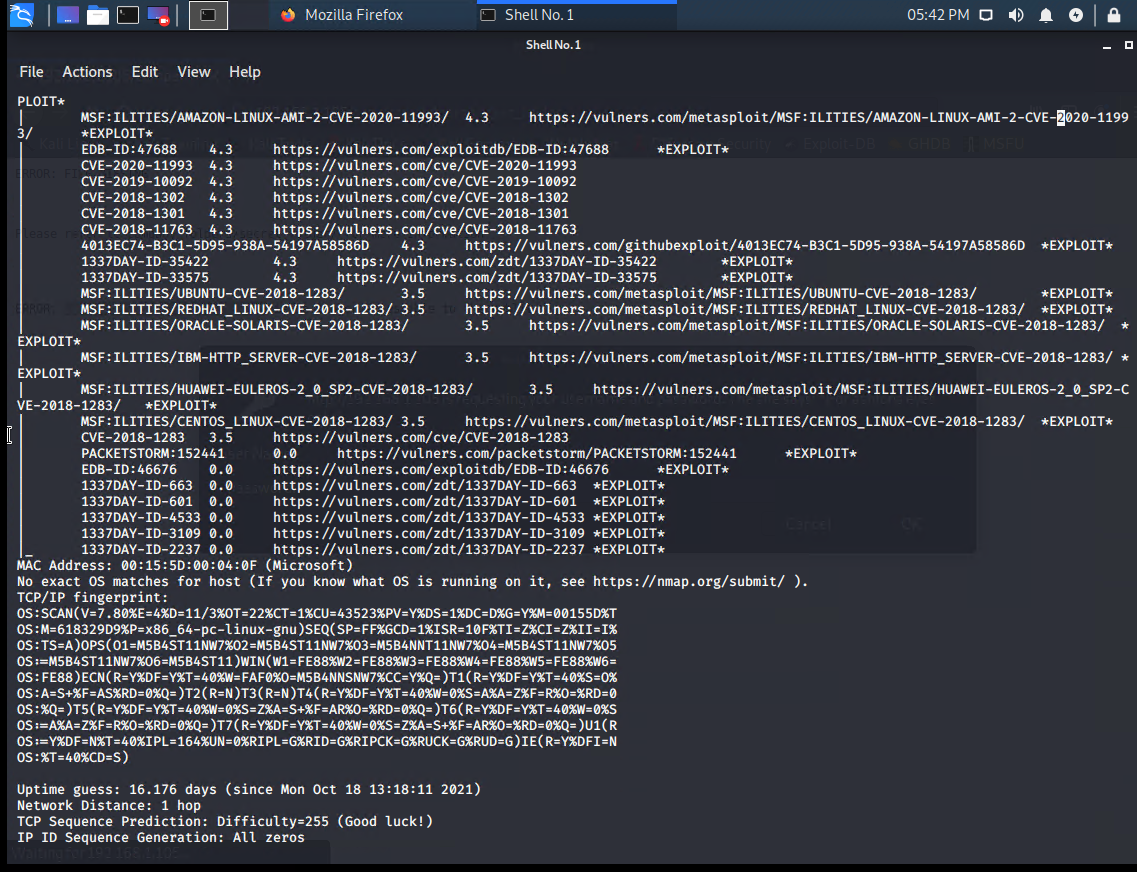 Mozilla Firefox
Shell No. 1
05:42 PM
Shell No.1
File Actions Edit View Help
PLOIT*
| MSF:ILITIES/AMAZON-LINUX-AMI-2-CVE-2020-11993/ 4.3 https://vulners.com/metasploit/MSF:ILITIES/AMAZON-LINUX-AMI-2-CVE-2020-1199
3/ *EXPLOIT*
| EDB-ID:47688 4.3 https://vulners.com/exploitdb/EDB-ID:47688 *EXPLOIT*
| CVE-2020-11993 4.3 https://vulners.com/cve/CVE-2020-11993
| CVE-2019-10092 4.3 https://vulners.com/cve/CVE-2019-10092
| CVE-2018-1302 4.3 https://vulners.com/cve/CVE-2018-1302
| CVE-2018-1301 4.3 https://vulners.com/cve/CVE-2018-1301
| CVE-2018-11763 4.3 https://vulners.com/cve/CVE-2018-11763
| 4013EC74-B3C1-5D95-938A-54197A58586D 4.3 https://vulners.com/githubexploit/4013EC74-B3C1-5D95-938A-54197A58586D *EXPLOIT*
| 1337DAY-ID-35422 4.3 https://vulners.com/zdt/1337DAY-ID-35422 *EXPLOIT*
| 1337DAY-ID-33575 4.3 https://vulners.com/zdt/1337DAY-ID-33575 *EXPLOIT*
| MSF:ILITIES/UBUNTU-CVE-2018-1283/ 3.5 https://vulners.com/metasploit/MSF:ILITIES/UBUNTU-CVE-2018-1283/ *EXPLOIT*
| MSF:ILITIES/REDHAT_LINUX-CVE-2018-1283/ 3.5 https://vulners.com/metasploit/MSF:ILITIES/REDHAT_LINUX-CVE-2018-1283/ *EXPLOIT*
| MSF:ILITIES/ORACLE-SOLARIS-CVE-2018-1283/ 3.5 https://vulners.com/metasploit/MSF:ILITIES/ORACLE-SOLARIS-CVE-2018-1283/ *
EXPLOIT*
| MSF:ILITIES/IBM-HTTP_SERVER-CVE-2018-1283/ 3.5 https://vulners.com/metasploit/MSF:ILITIES/IBM-HTTP_SERVER-CVE-2018-1283/ *
EXPLOIT*
| MSF:ILITIES/HUAWEI-EULEROS-2_0_SP2-CVE-2018-1283/ 3.5 https://vulners.com/metasploit/MSF:ILITIES/HUAWEI-EULEROS-2_0_SP2-C
VE-2018-1283/ *EXPLOIT*
| MSF:ILITIES/CENTOS_LINUX-CVE-2018-1283/ 3.5 https://vulners.com/metasploit/MSF:ILITIES/CENTOS_LINUX-CVE-2018-1283/ *EXPLOIT*
| CVE-2018-1283 3.5 https://vulners.com/cve/CVE-2018-1283
| PACKETSTORM:152441 0.0 https://vulners.com/packetstorm/PACKETSTORM:152441 *EXPLOIT*
| EDB-ID:46676 0.0 https://vulners.com/exploitdb/EDB-ID:46676 *EXPLOIT*
| 1337DAY-ID-663 0.0 https://vulners.com/zdt/1337DAY-ID-663 *EXPLOIT*
| 1337DAY-ID-601 0.0 https://vulners.com/zdt/1337DAY-ID-601 *EXPLOIT*
| 1337DAY-ID-4533 0.0 https://vulners.com/zdt/1337DAY-ID-4533 *EXPLOIT*
| 1337DAY-ID-3109 0.0 https://vulners.com/zdt/1337DAY-ID-3109 *EXPLOIT*
|_ 1337DAY-ID-2237 0.0 https://vulners.com/zdt/1337DAY-ID-2237 *EXPLOIT*
MAC Address: 00:15:5D:00:04:0F (Microsoft)
No exact OS matches for host (If you know what OS is running on it, see https://nmap.org/submit/ ).
TCP/IP fingerprint:
OS:SCAN(V=7.80%E=4%D=11/3%OT=22%CT=1%CU=43523%PV=Y%DS=1%DC=D%G=Y%M=00155D%T
OS:M=618329D9%P=x86_64-pc-linux-gnu)SEQ(SP=FF%GCD=1%ISR=10F%TI=Z%CI=Z%II=I%
OS:TS=A)OPS(O1=M5B4ST11NW7%O2=M5B4ST11NW7%O3=M5B4NNT11NW7%O4=M5B4ST11NW7%O5
OS:=M5B4ST11NW7%O6=M5B4ST11)WIN(W1=FE88%W2=FE88%W3=FE88%W4=FE88%W5=FE88%W6=
OS:FE88)ECN(R=Y%DF=Y%T=40%W=FAF0%O=M5B4NNSNW7%CC=Y%Q=)T1(R=Y%DF=Y%T=40%S=O%
OS:A=S+%F=AS%RD=0%Q=)T2(R=N)T3(R=N)T4(R=Y%DF=Y%T=40%W=0%S=A%A=Z%F=R%O=%RD=0
OS:%Q=)T5(R=Y%DF=Y%T=40%W=0%S=Z%A=S+%F=AR%O=%RD=0%Q=)T6(R=Y%DF=Y%T=40%W=0%S
OS:=A%A=Z%F=R%O=%RD=0%Q=)T7(R=Y%DF=Y%T=40%W=0%S=Z%A=S+%F=AR%O=%RD=0%Q=)U1(R
OS:=Y%DF=N%T=40%IPL=164%UN=0%RIPL=G%RID=G%RIPCK=G%RUCK=G%RUD=G)IE(R=Y%DFI=N
OS:%T=40%CD=S)
Uptime guess: 16.176 days (since Mon Oct 18 13:18:11 2021)
Network Distance: 1 hop
TCP Sequence Prediction: Difficulty=255 (Good luck!)
IP ID Sequence Generation: All zeros